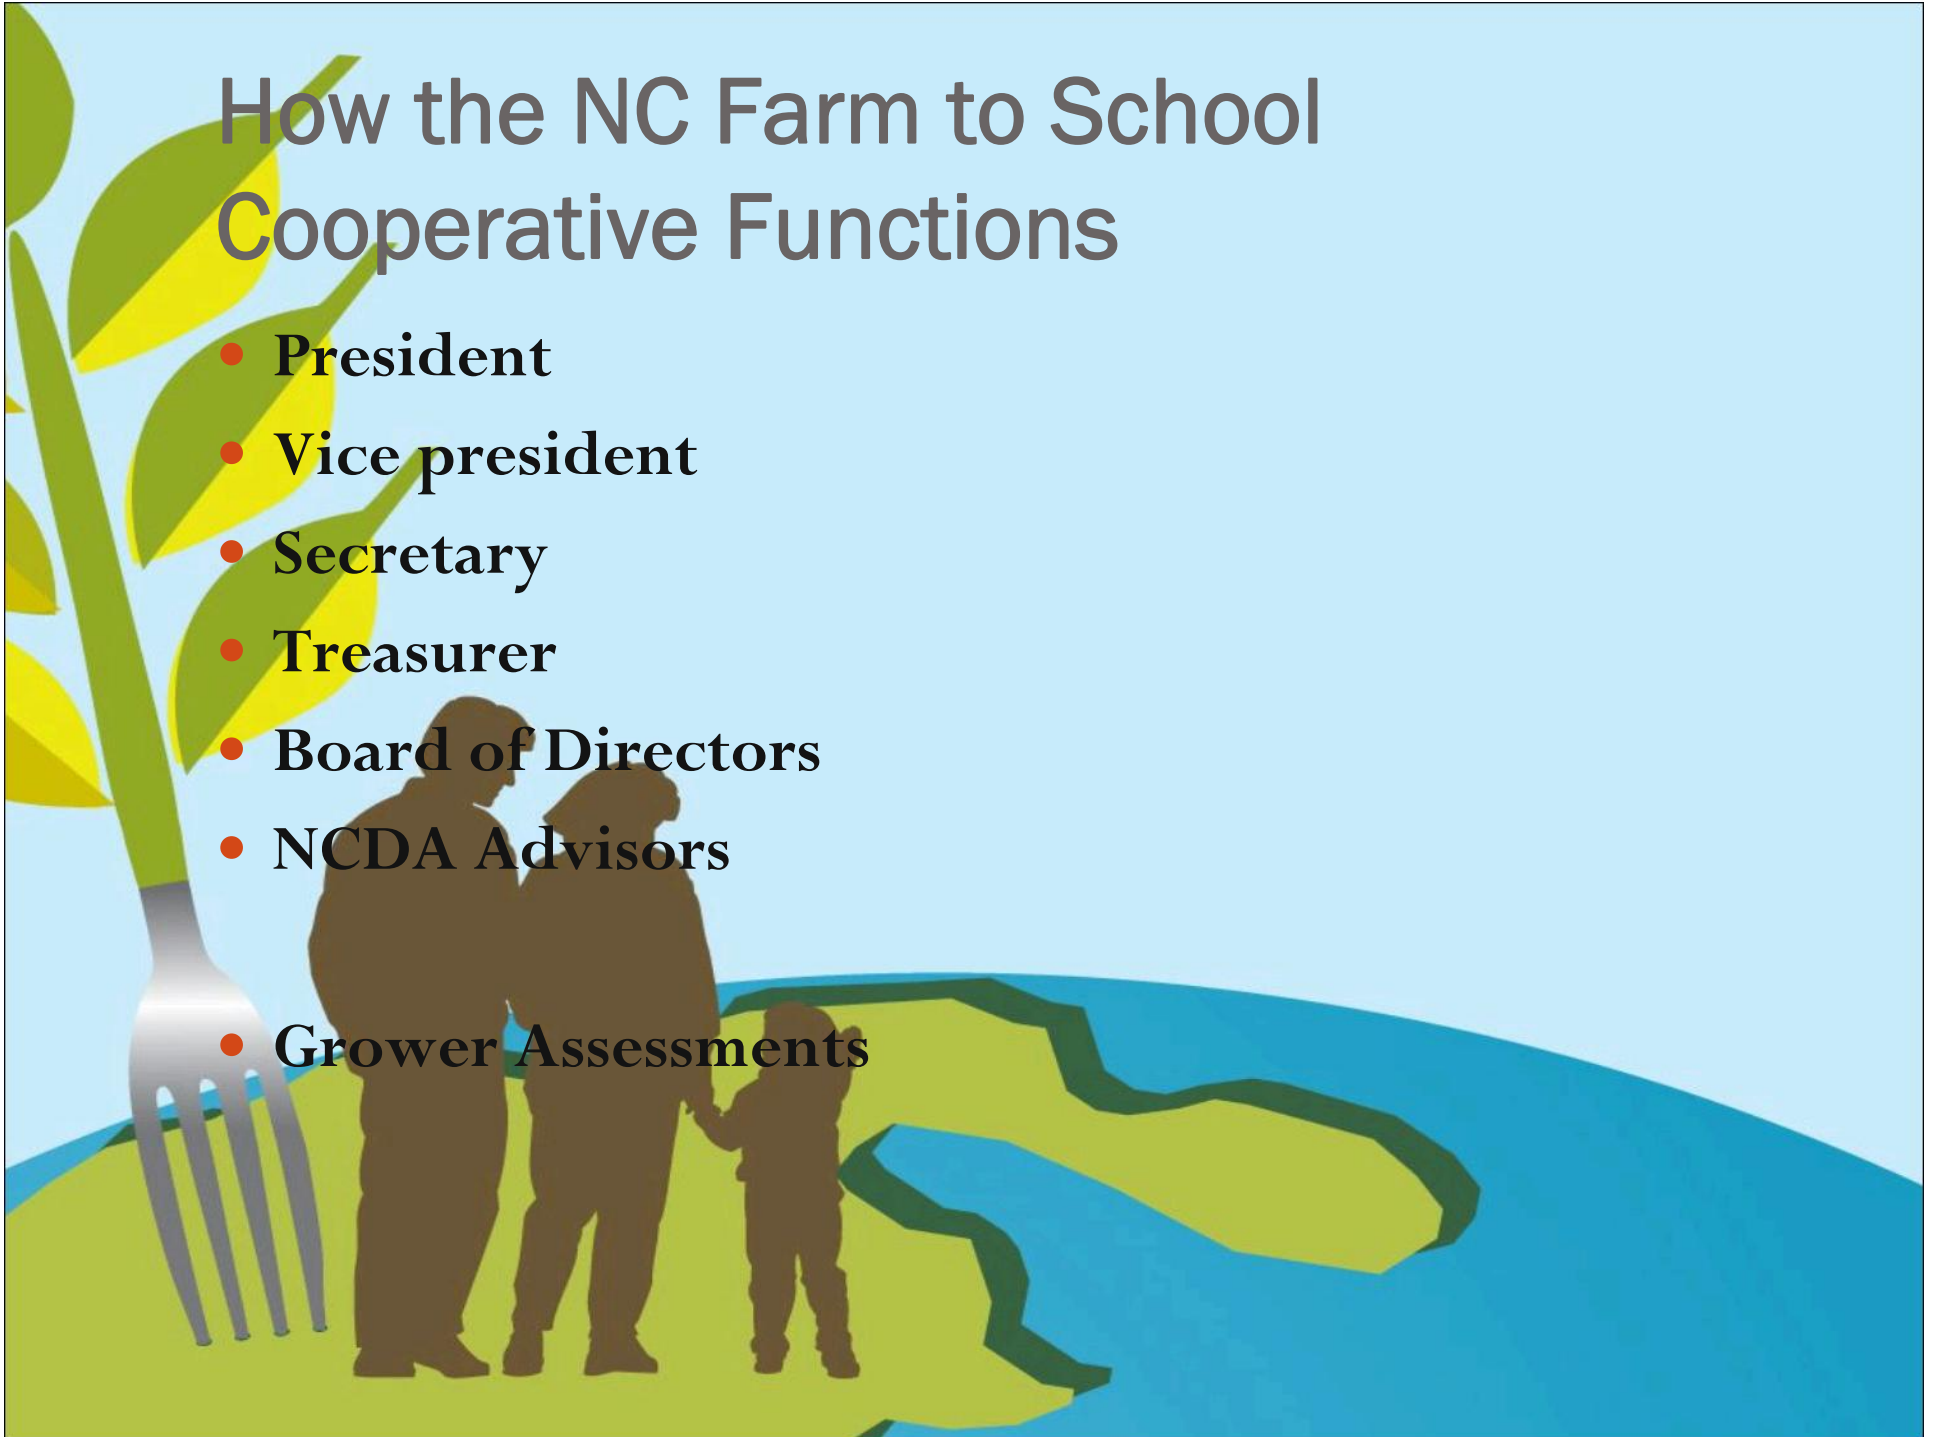 How the NC Farm to School
Cooperative Functions
• President
• Vice president
• Secretary
• Treasurer
• Board of Directors
• NCDA Advisors
• Grower Assessments